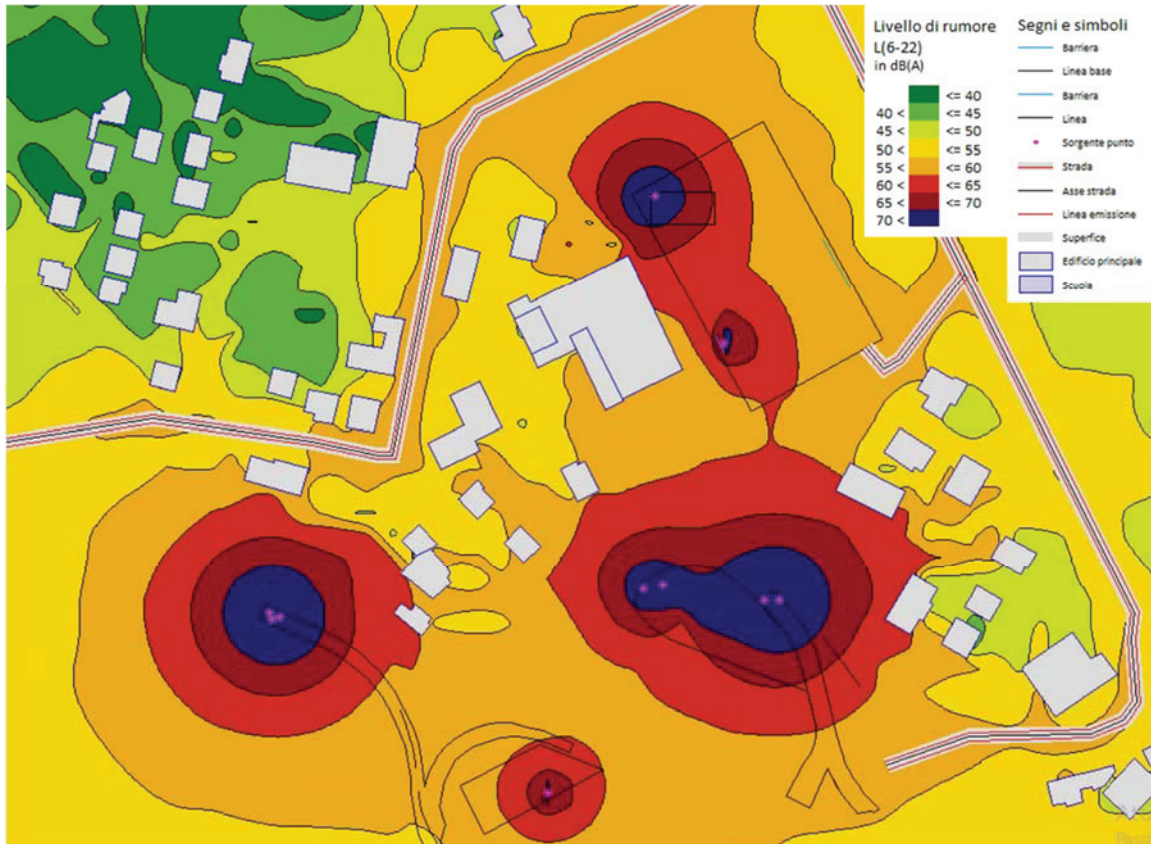 Livello di rumore
L(6-22)
in dB(A)
<= 40
40 < <= 45
45 < <= 50
50 < <= 55
55 < <= 60
60 < <= 65
65 < <= 70
70 <
Segni e simboli
Barriera
Linea base
Barriera
Linea
Sorgente punto
Strada
Asse strada
Linea emissione
Superfice
Edificio principale
Scuola